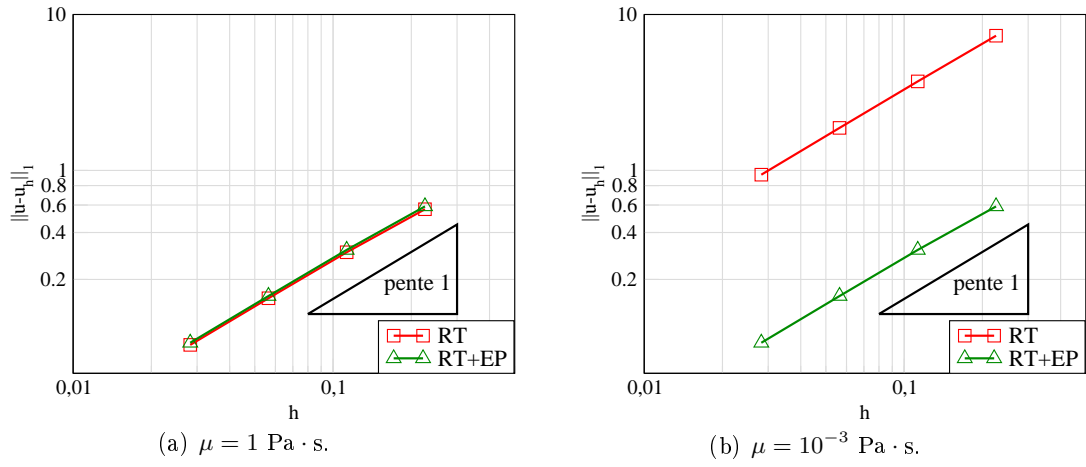 10
1
0.8
0.6
0.4
0.2
||u-u_h||_1
pente 1
RT
RT+EP
0,01
0,1
h
(a) μ = 1 Pa · s.
10
1
0.8
0.6
0.4
0.2
||u-u_h||_1
pente 1
RT
RT+EP
0,01
0,1
h
(b) μ = 10⁻³ Pa · s.